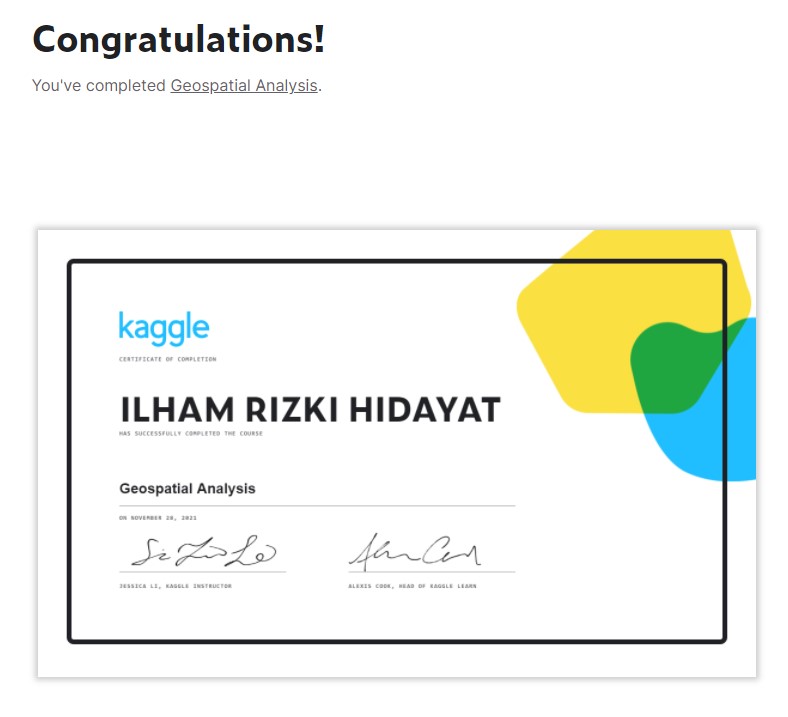 Congratulations!
You've completed Geospatial Analysis.
kaggle
CERTIFICATE OF COMPLETION
ILHAM RIZKI HIDAYAT
HAS SUCCESSFULLY COMPLETED THE COURSE
Geospatial Analysis
ON NOVEMBER 28, 2021
JESSICA LI, KAGGLE INSTRUCTOR
ALEXIS COOK, HEAD OF KAGGLE LEARN